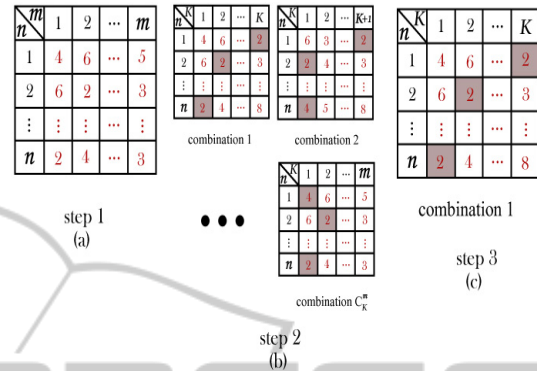 m n 1 2 ... m
1 4 6 ... 5
2 6 2 ... 3
⋮ ⋮ ⋮ ⋮ ⋮
n 2 4 ... 3
step 1
(a)
K n 1 2 ... K
1 4 6 ... 2
2 6 2 ... 3
⋮ ⋮ ⋮ ⋮ ⋮
n 2 4 ... 8
combination 1
K n 1 2 ... K+1
1 6 3 ... 2
2 2 4 ... 3
⋮ ⋮ ⋮ ⋮ ⋮
n 4 5 ... 8
combination 2
...
K n 1 2 ... m
1 4 6 ... 5
2 6 2 ... 3
⋮ ⋮ ⋮ ⋮ ⋮
n 2 4 ... 3
combination C_K^m
step 2
(b)
K n 1 2 ... K
1 4 6 ... 2
2 6 2 ... 3
⋮ ⋮ ⋮ ⋮ ⋮
n 2 4 ... 8
combination 1
step 3
(c)